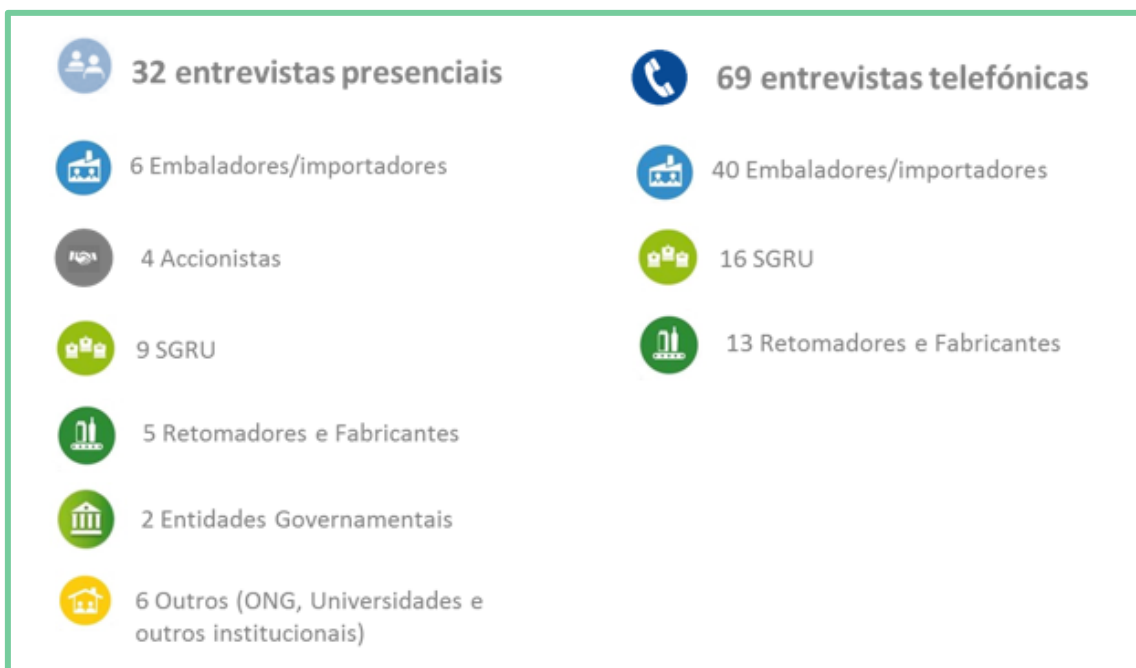 32 entrevistas presenciais
6 Embaladores/importadores
4 Accionistas
9 SGRU
5 Retomadores e Fabricantes
2 Entidades Governamentais
6 Outros (ONG, Universidades e
outros institucionais)
69 entrevistas telefónicas
40 Embaladores/importadores
16 SGRU
13 Retomadores e Fabricantes